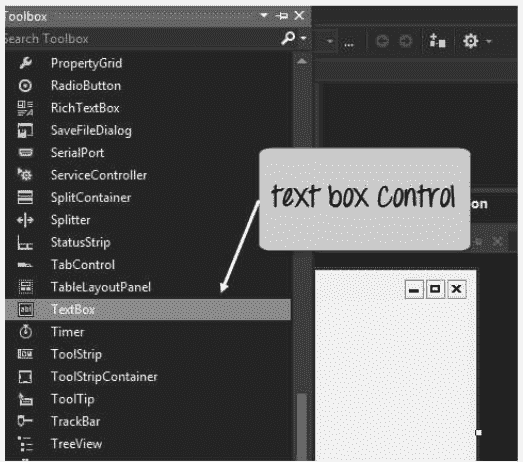 Toolbox
Search Toolbox
...
PropertyGrid
RadioButton
RichTextBox
SaveFileDialog
SerialPort
ServiceController
SplitContainer
Splitter
StatusStrip
TabControl
TableLayoutPanel
TextBox
Timer
ToolStrip
ToolStripContainer
ToolTip
TrackBar
TreeView
text box Control
on